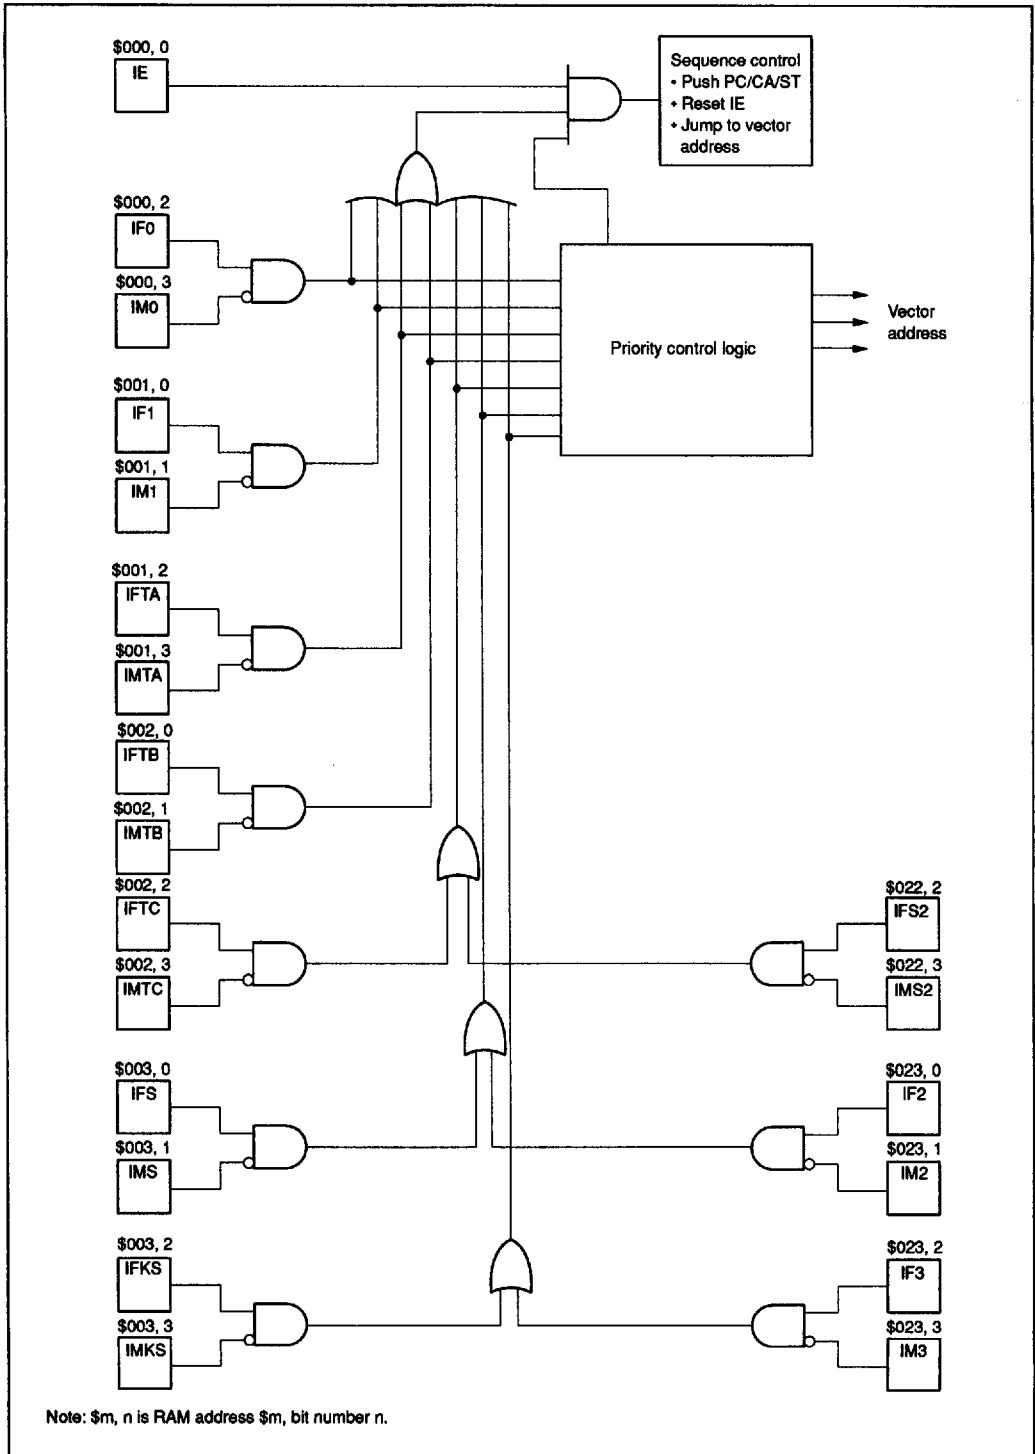 $000, 0
IE
Sequence control
• Push PC/CA/ST
• Reset IE
• Jump to vector
address
$000, 2
IF0
$000, 3
IM0
Priority control logic
Vector
address
$001, 0
IF1
$001, 1
IM1
$001, 2
IFTA
$001, 3
IMTA
$002, 0
IFTB
$002, 1
IMTB
$002, 2
IFTC
$002, 3
IMTC
$022, 2
IFS2
$022, 3
IMS2
$003, 0
IFS
$003, 1
IMS
$023, 0
IF2
$023, 1
IM2
$003, 2
IFKS
$003, 3
IMKS
$023, 2
IF3
$023, 3
IM3
Note: $m, n is RAM address $m, bit number n.